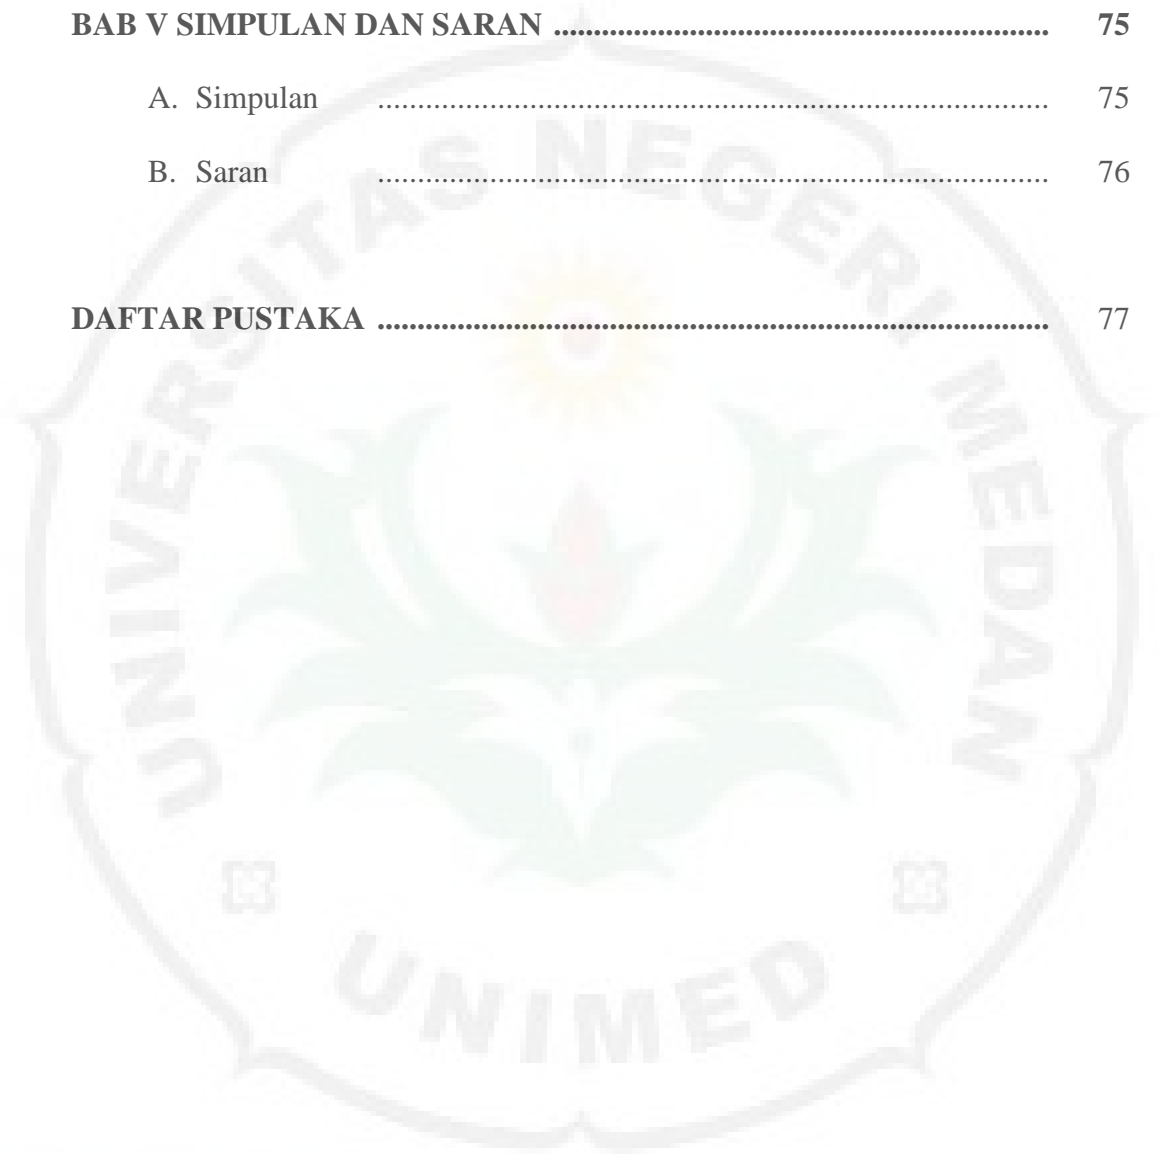 BAB V SIMPULAN DAN SARAN ............................................................... 75
A. Simpulan ..................................................................................... 75
B. Saran ..................................................................................... 76
DAFTAR PUSTAKA ..................................................................................... 77
UNIVERSITAS NEGERI MEDAN
UNIMED